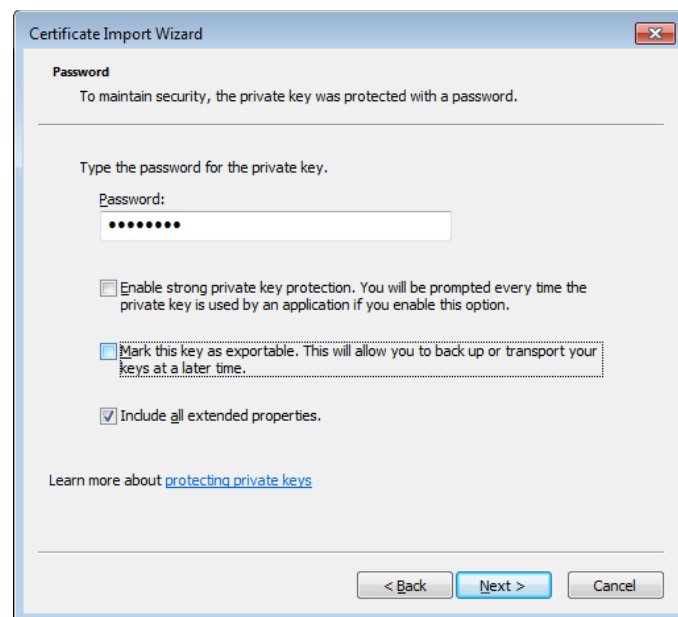 Certificate Import Wizard
Password
To maintain security, the private key was protected with a password.
Type the password for the private key.
Password:
••••••••
Enable strong private key protection. You will be prompted every time the
private key is used by an application if you enable this option.
Mark this key as exportable. This will allow you to back up or transport your
keys at a later time.
Include all extended properties.
Learn more about protecting private keys
< Back Next > Cancel